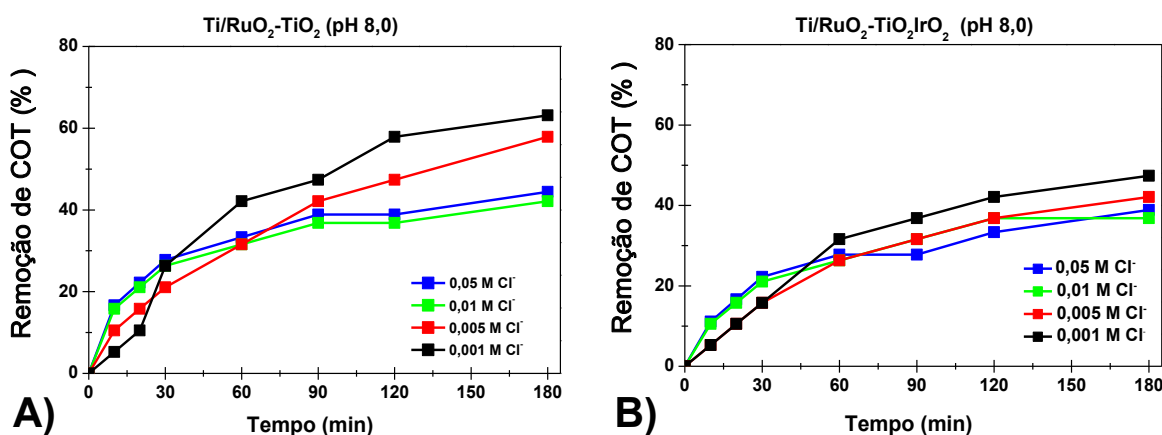 Ti/RuO₂-TiO₂ (pH 8,0)
80
60
40
20
0
Remoção de COT (%)
0,05 M Cl⁻
0,01 M Cl⁻
0,005 M Cl⁻
0,001 M Cl⁻
0 30 60 90 120 150 180
Tempo (min)
A)
Ti/RuO₂-TiO₂IrO₂ (pH 8,0)
80
60
40
20
0
Remoção de COT (%)
0,05 M Cl⁻
0,01 M Cl⁻
0,005 M Cl⁻
0,001 M Cl⁻
0 30 60 90 120 150 180
Tempo (min)
B)